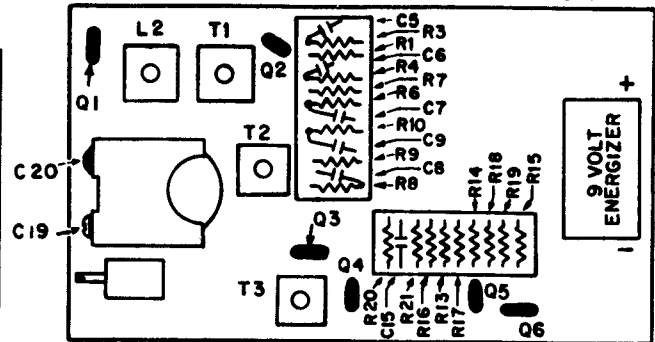 L2
T1
Q1
Q2
C5
R3
R1
C6
R4
R7
R6
C7
R10
C9
R9
C8
R8
T2
C20
C19
Q3
T3
Q4
R14
R18
R19
R15
R20
C15
R21
R16
R13
R17
Q5
Q6
+
9 VOLT
ENERGIZER
−